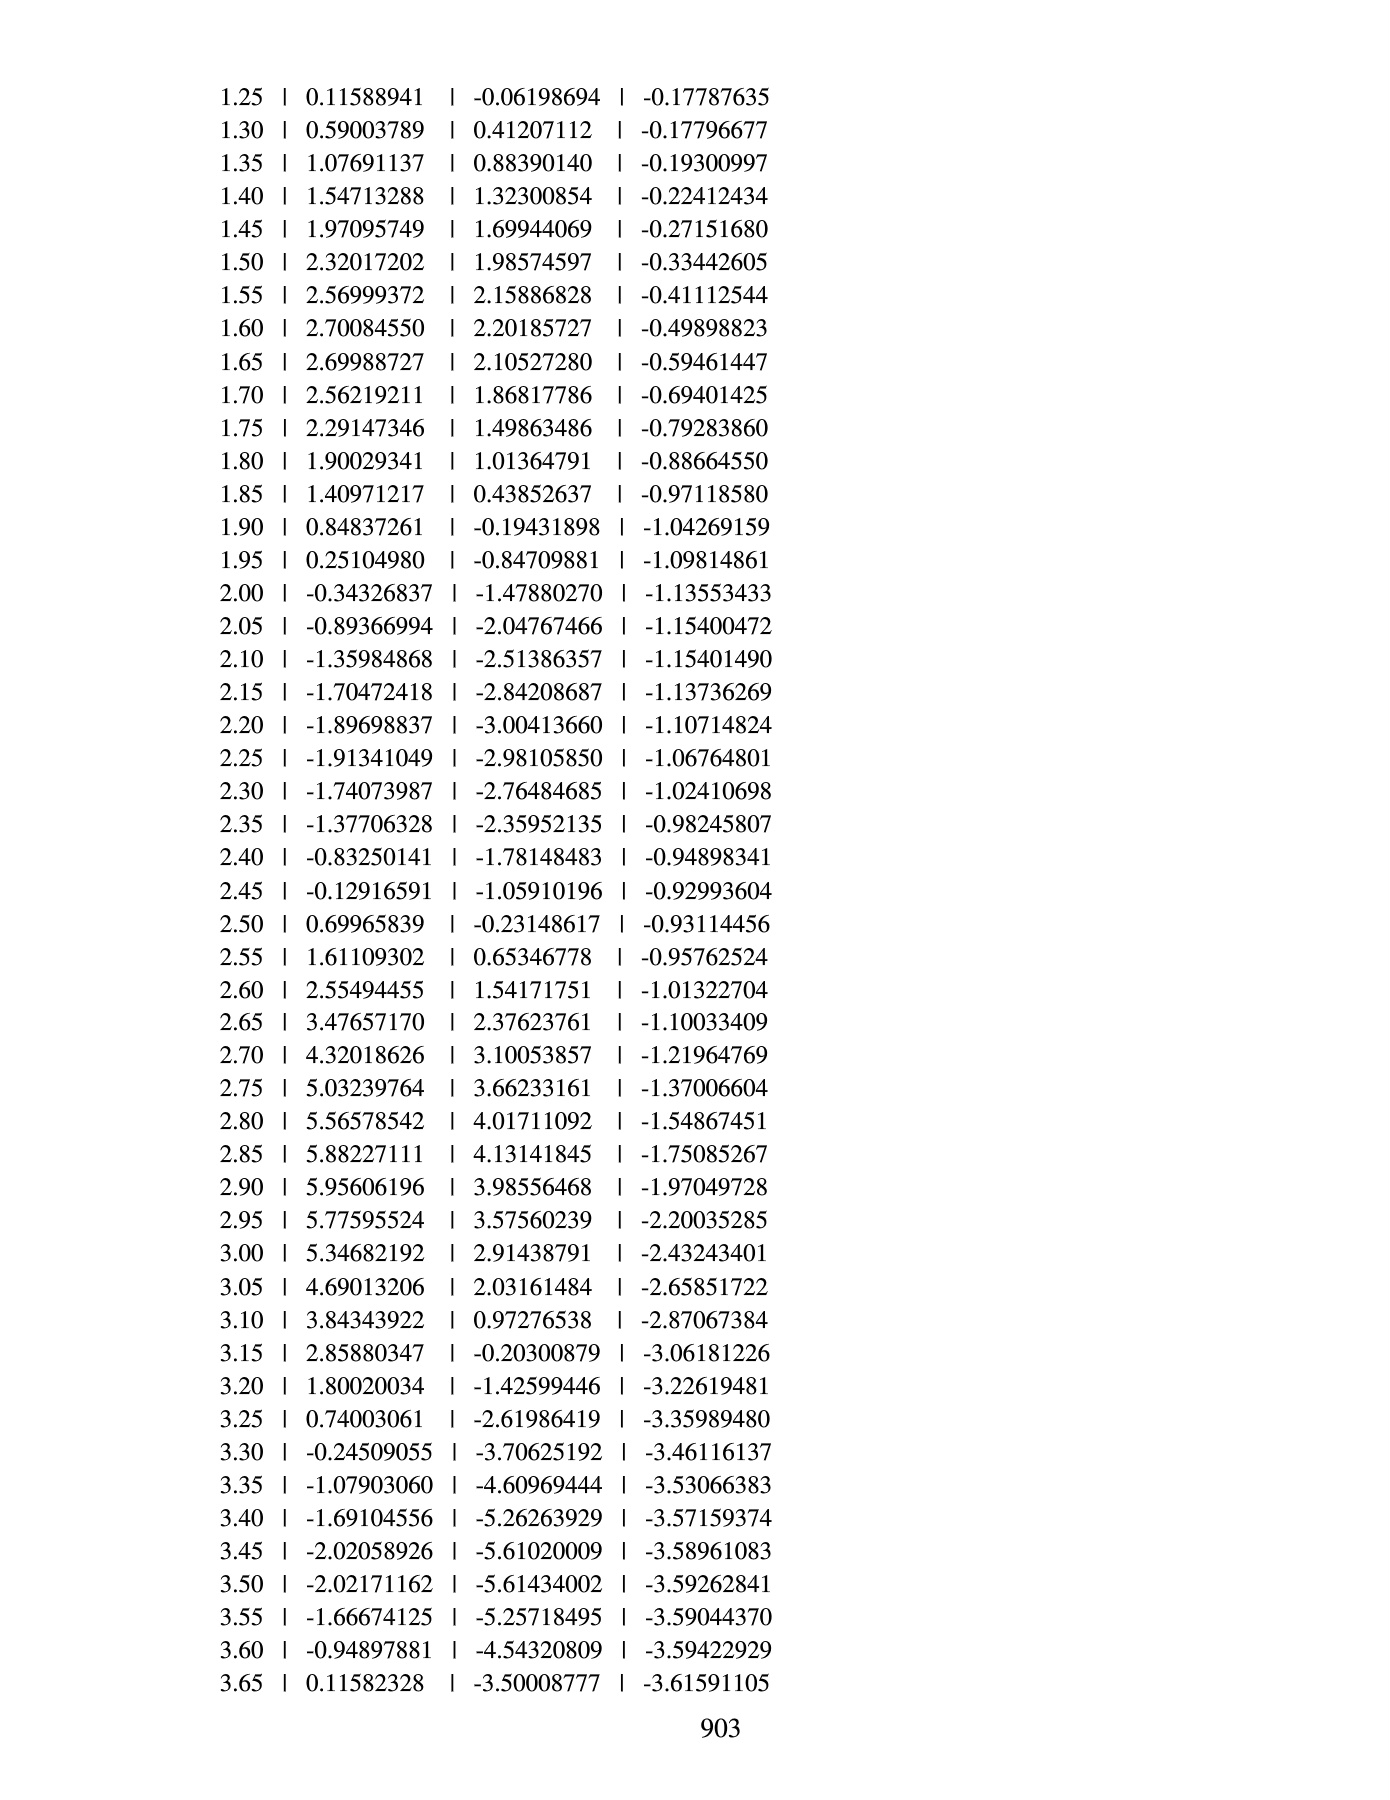 1.25 | 0.11588941 | -0.06198694 | -0.17787635
1.30 | 0.59003789 | 0.41207112 | -0.17796677
1.35 | 1.07691137 | 0.88390140 | -0.19300997
1.40 | 1.54713288 | 1.32300854 | -0.22412434
1.45 | 1.97095749 | 1.69944069 | -0.27151680
1.50 | 2.32017202 | 1.98574597 | -0.33442605
1.55 | 2.56999372 | 2.15886828 | -0.41112544
1.60 | 2.70084550 | 2.20185727 | -0.49898823
1.65 | 2.69988727 | 2.10527280 | -0.59461447
1.70 | 2.56219211 | 1.86817786 | -0.69401425
1.75 | 2.29147346 | 1.49863486 | -0.79283860
1.80 | 1.90029341 | 1.01364791 | -0.88664550
1.85 | 1.40971217 | 0.43852637 | -0.97118580
1.90 | 0.84837261 | -0.19431898 | -1.04269159
1.95 | 0.25104980 | -0.84709881 | -1.09814861
2.00 | -0.34326837 | -1.47880270 | -1.13553433
2.05 | -0.89366994 | -2.04767466 | -1.15400472
2.10 | -1.35984868 | -2.51386357 | -1.15401490
2.15 | -1.70472418 | -2.84208687 | -1.13736269
2.20 | -1.89698837 | -3.00413660 | -1.10714824
2.25 | -1.91341049 | -2.98105850 | -1.06764801
2.30 | -1.74073987 | -2.76484685 | -1.02410698
2.35 | -1.37706328 | -2.35952135 | -0.98245807
2.40 | -0.83250141 | -1.78148483 | -0.94898341
2.45 | -0.12916591 | -1.05910196 | -0.92993604
2.50 | 0.69965839 | -0.23148617 | -0.93114456
2.55 | 1.61109302 | 0.65346778 | -0.95762524
2.60 | 2.55494455 | 1.54171751 | -1.01322704
2.65 | 3.47657170 | 2.37623761 | -1.10033409
2.70 | 4.32018626 | 3.10053857 | -1.21964769
2.75 | 5.03239764 | 3.66233161 | -1.37006604
2.80 | 5.56578542 | 4.01711092 | -1.54867451
2.85 | 5.88227111 | 4.13141845 | -1.75085267
2.90 | 5.95606196 | 3.98556468 | -1.97049728
2.95 | 5.77595524 | 3.57560239 | -2.20035285
3.00 | 5.34682192 | 2.91438791 | -2.43243401
3.05 | 4.69013206 | 2.03161484 | -2.65851722
3.10 | 3.84343922 | 0.97276538 | -2.87067384
3.15 | 2.85880347 | -0.20300879 | -3.06181226
3.20 | 1.80020034 | -1.42599446 | -3.22619481
3.25 | 0.74003061 | -2.61986419 | -3.35989480
3.30 | -0.24509055 | -3.70625192 | -3.46116137
3.35 | -1.07903060 | -4.60969444 | -3.53066383
3.40 | -1.69104556 | -5.26263929 | -3.57159374
3.45 | -2.02058926 | -5.61020009 | -3.58961083
3.50 | -2.02171162 | -5.61434002 | -3.59262841
3.55 | -1.66674125 | -5.25718495 | -3.59044370
3.60 | -0.94897881 | -4.54320809 | -3.59422929
3.65 | 0.11582328 | -3.50008777 | -3.61591105
903